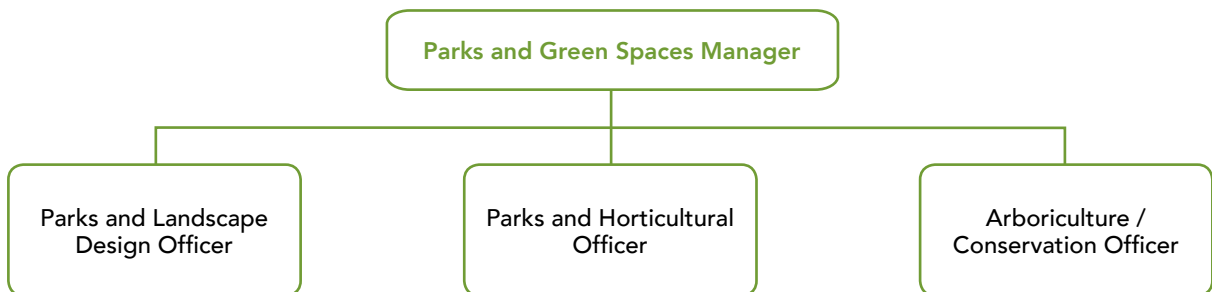 Parks and Green Spaces Manager
Parks and Landscape
Design Officer
Parks and Horticultural
Officer
Arboriculture /
Conservation Officer